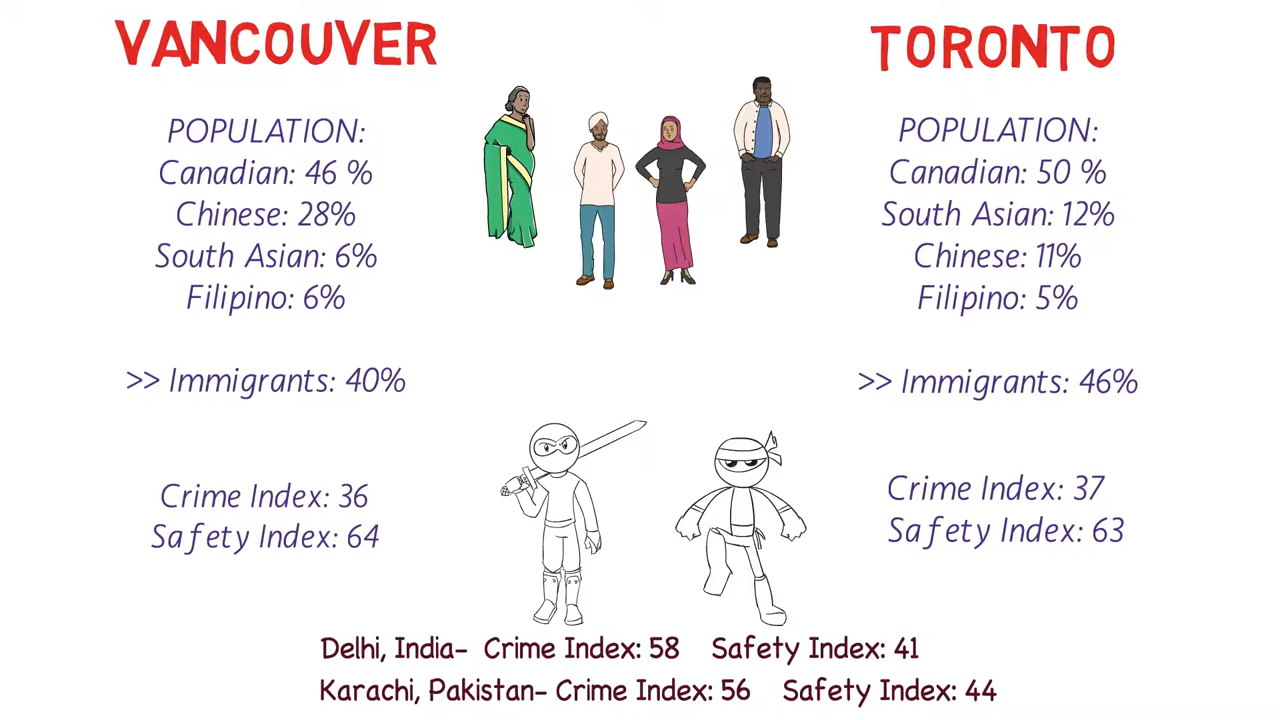 VANCOUVER
POPULATION:
Canadian: 46 %
Chinese: 28%
South Asian: 6%
Filipino: 6%
>> Immigrants: 40%
Crime Index: 36
Safety Index: 64
TORONTO
POPULATION:
Canadian: 50 %
South Asian: 12%
Chinese: 11%
Filipino: 5%
>> Immigrants: 46%
Crime Index: 37
Safety Index: 63
Delhi, India- Crime Index: 58 Safety Index: 41
Karachi, Pakistan- Crime Index: 56 Safety Index: 44